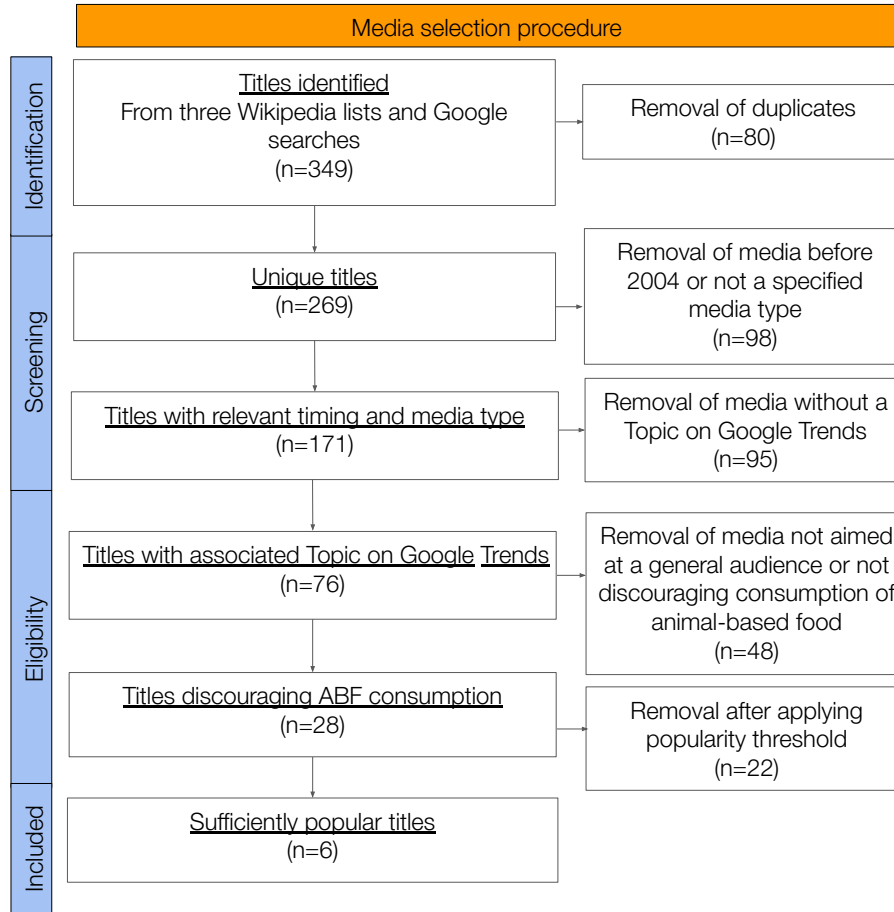 Media selection procedure
Identification
Titles identified
From three Wikipedia lists and Google
searches
(n=349)
Removal of duplicates
(n=80)
Screening
Unique titles
(n=269)
Removal of media before
2004 or not a specified
media type
(n=98)
Titles with relevant timing and media type
(n=171)
Removal of media without a
Topic on Google Trends
(n=95)
Eligibility
Titles with associated Topic on Google Trends
(n=76)
Removal of media not aimed
at a general audience or not
discouraging consumption of
animal-based food
(n=48)
Titles discouraging ABF consumption
(n=28)
Removal after applying
popularity threshold
(n=22)
Included
Sufficiently popular titles
(n=6)